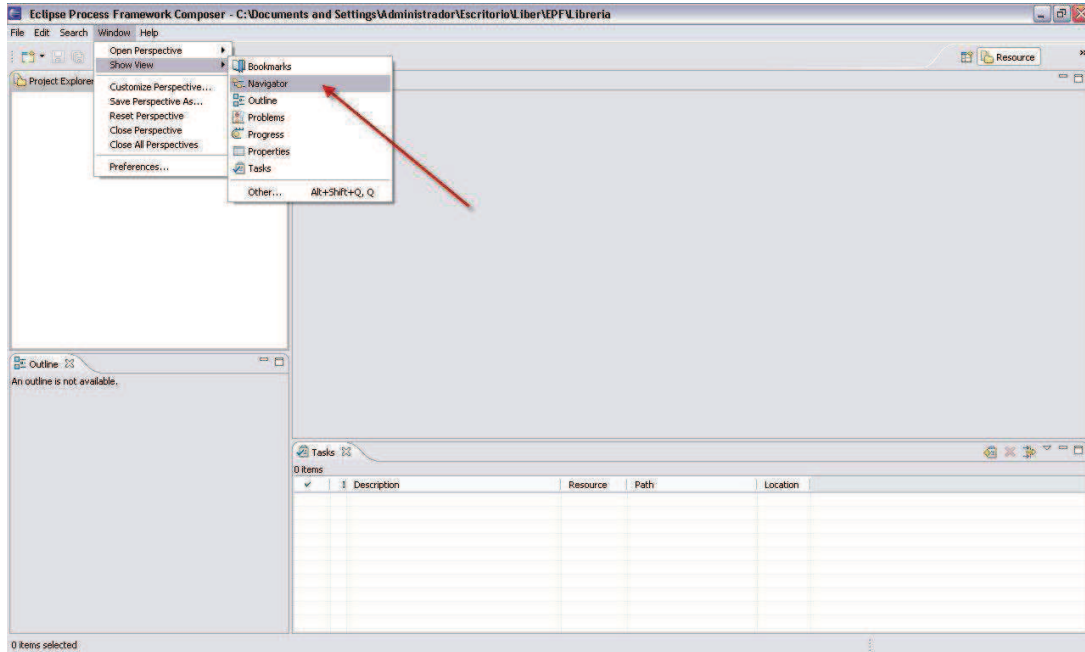 Eclipse Process Framework Composer - C:\Documents and Settings\Administrador\Escritorio\Liber\EPF\Libreria
File Edit Search Window Help
Open Perspective
Show View
Customize Perspective...
Save Perspective As...
Reset Perspective
Close Perspective
Close All Perspectives
Preferences...
Bookmarks
Navigator
Outline
Problems
Progress
Properties
Tasks
Other... Alt+Shift+Q, Q
Resource
Project Explorer
Outline
An outline is not available.
Tasks
0 items
! Description Resource Path Location
0 items selected